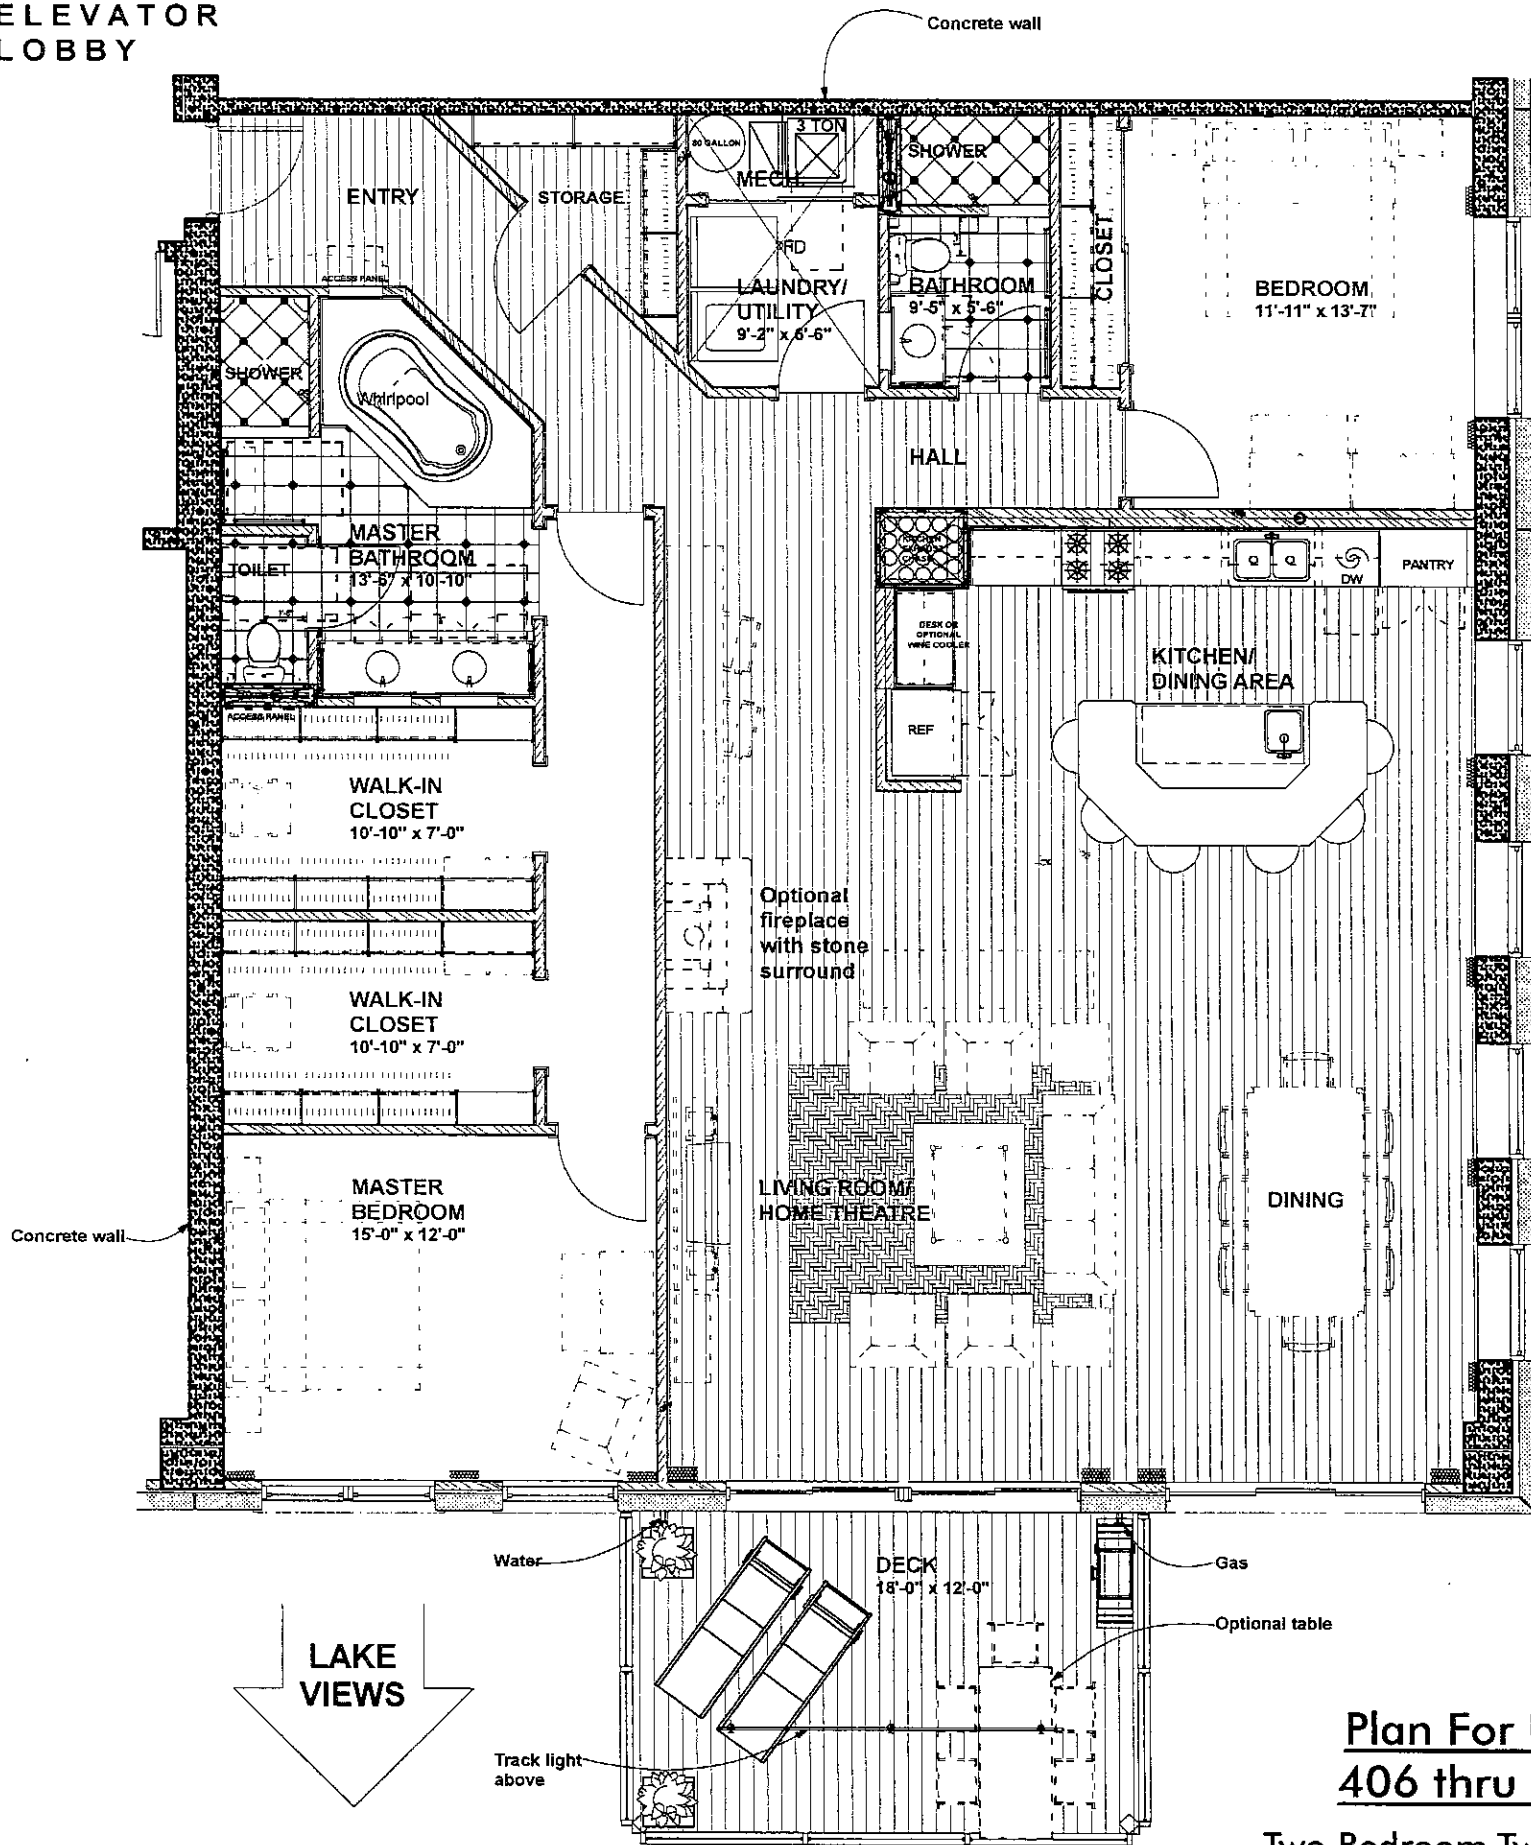 ELEVATOR
LOBBY
Concrete wall
80 GALLON
3 TON
MECH.
SHOWER
ENTRY
STORAGE
CLOSET
ACCESS PANEL
LAUNDRY/
UTILITY
9'-2" x 6'-6"
BATHROOM
9'-5" x 5'-6"
BEDROOM
11'-11" x 13'-7"
SHOWER
Whirlpool
HALL
MASTER
BATHROOM
13'-6" x 10'-10"
TOILET
DW
PANTRY
DESK OR
OPTIONAL
WINE COOLER
KITCHEN/
DINING AREA
REF
ACCESS PANEL
WALK-IN
CLOSET
10'-10" x 7'-0"
Optional
fireplace
with stone
surround
WALK-IN
CLOSET
10'-10" x 7'-0"
MASTER
BEDROOM
15'-0" x 12'-0"
LIVING ROOM/
HOME THEATRE
DINING
Concrete wall
Water
DECK
18'-0" x 12'-0"
Gas
Optional table
LAKE
VIEWS
Track light
above
Plan For
406 thru
Two Bedroom